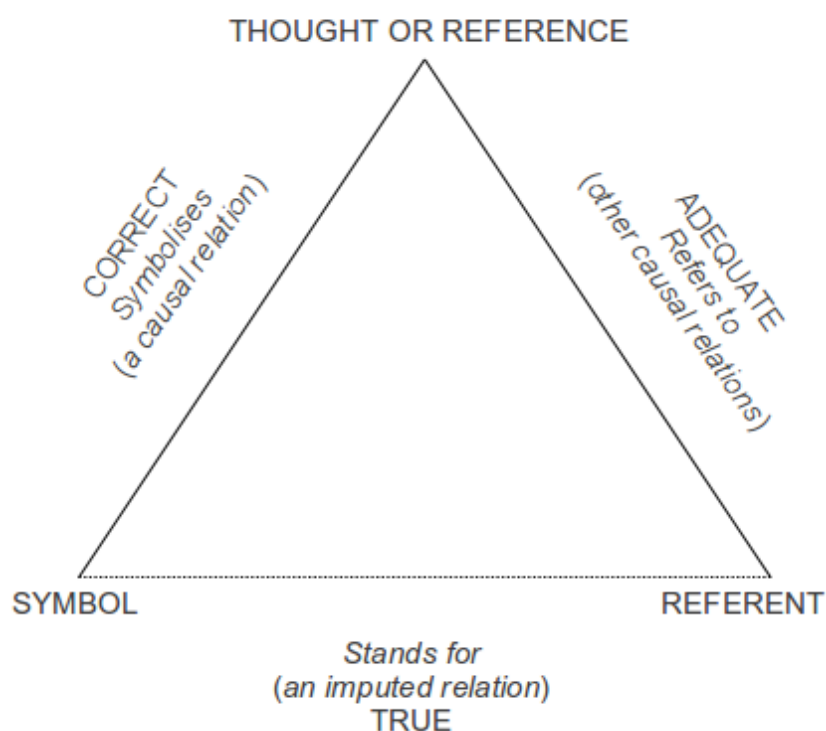 THOUGHT OR REFERENCE
CORRECT
Symbolises
(a causal relation)
ADEQUATE
Refers to
(other causal relations)
SYMBOL
REFERENT
Stands for
(an imputed relation)
TRUE